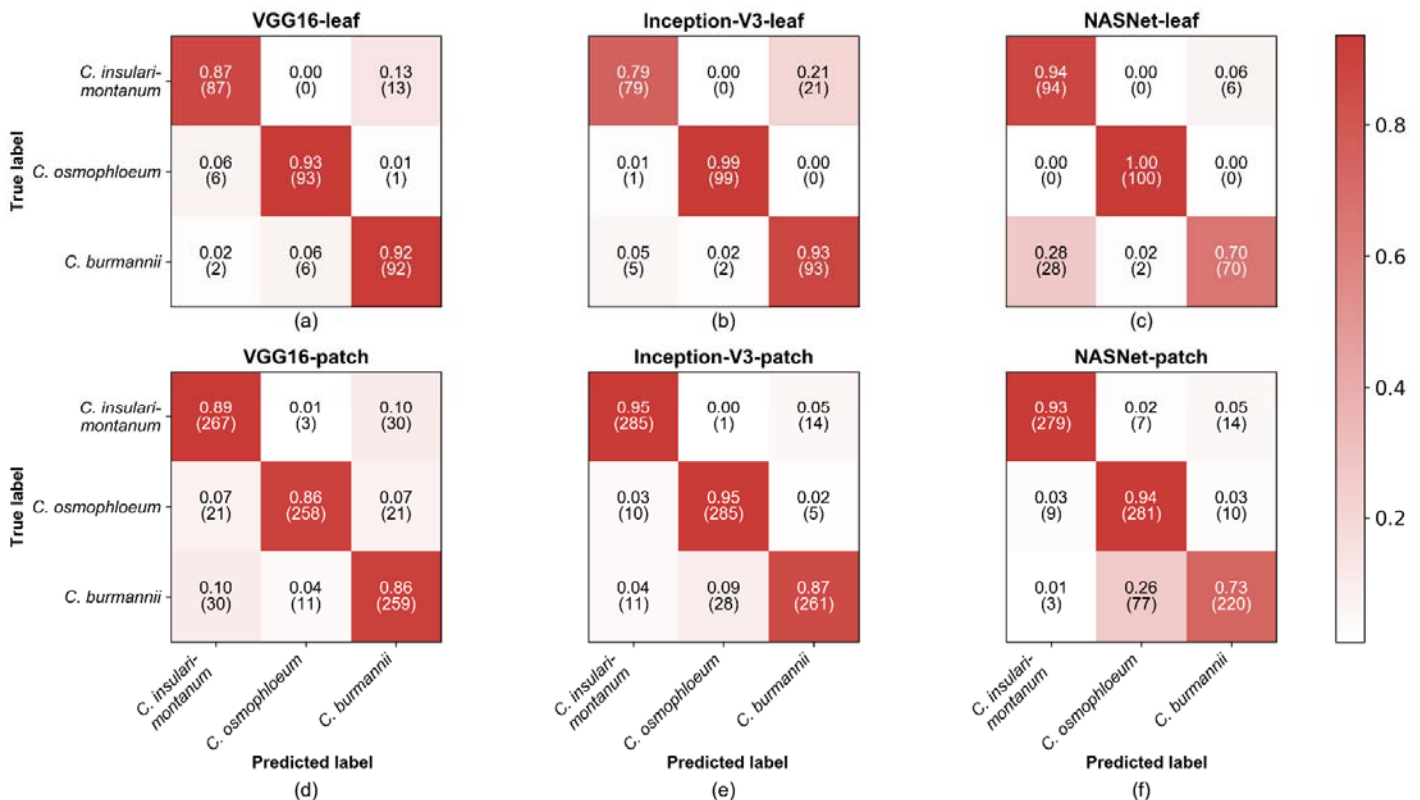 VGG16-leaf
Inception-V3-leaf
NASNet-leaf
True label
C. insulari-
montanum
C. osmophloeum
C. burmannii
0.87 0.00 0.13
(87) (0) (13)
0.06 0.93 0.01
(6) (93) (1)
0.02 0.06 0.92
(2) (6) (92)
(a)
0.79 0.00 0.21
(79) (0) (21)
0.01 0.99 0.00
(1) (99) (0)
0.05 0.02 0.93
(5) (2) (93)
(b)
0.94 0.00 0.06
(94) (0) (6)
0.00 1.00 0.00
(0) (100) (0)
0.28 0.02 0.70
(28) (2) (70)
(c)
0.8
0.6
0.4
0.2
VGG16-patch
Inception-V3-patch
NASNet-patch
True label
C. insulari-
montanum
C. osmophloeum
C. burmannii
0.89 0.01 0.10
(267) (3) (30)
0.07 0.86 0.07
(21) (258) (21)
0.10 0.04 0.86
(30) (11) (259)
C. insulari-
montanum
C. osmophloeum
C. burmannii
Predicted label
(d)
0.95 0.00 0.05
(285) (1) (14)
0.03 0.95 0.02
(10) (285) (5)
0.04 0.09 0.87
(11) (28) (261)
C. insulari-
montanum
C. osmophloeum
C. burmannii
Predicted label
(e)
0.93 0.02 0.05
(279) (7) (14)
0.03 0.94 0.03
(9) (281) (10)
0.01 0.26 0.73
(3) (77) (220)
C. insulari-
montanum
C. osmophloeum
C. burmannii
Predicted label
(f)